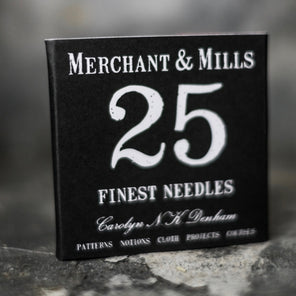 MERCHANT & MILLS
25
FINEST NEEDLES
Carolyn N K Denham
PATTERNS NOTIONS CLOTH PROJECTS COURSES